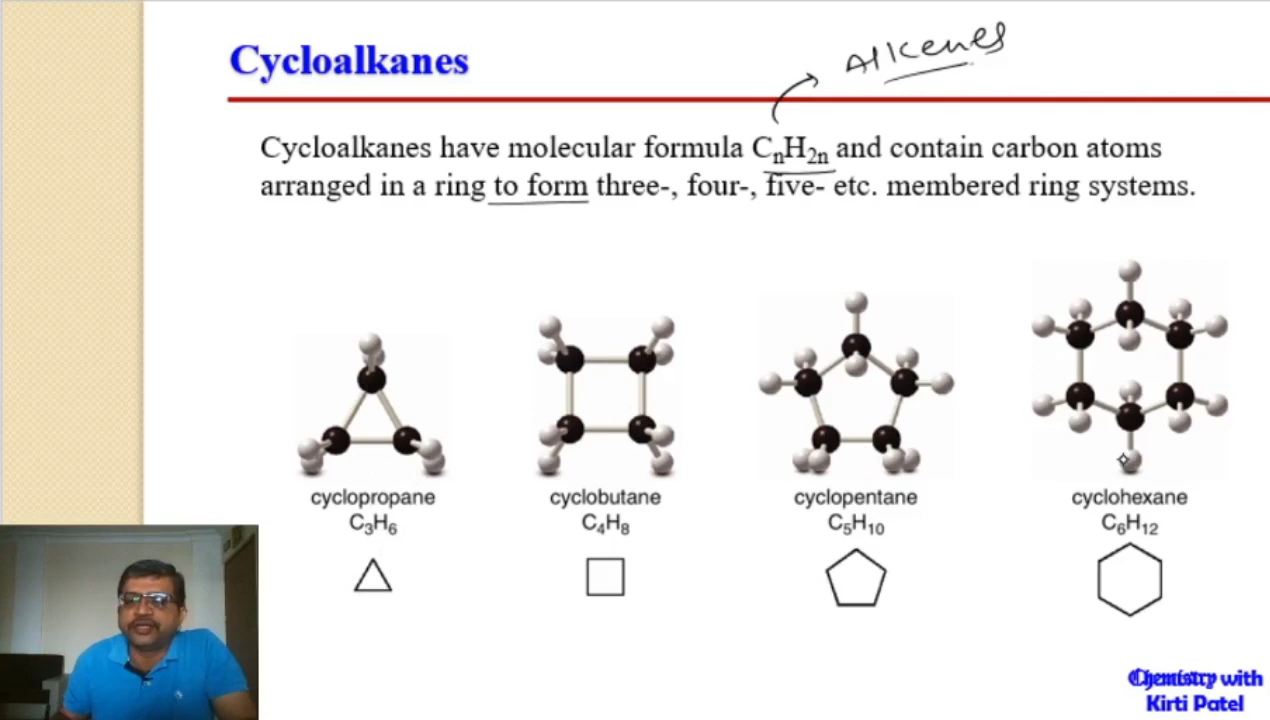 Alkenes
Cycloalkanes
Cycloalkanes have molecular formula CₙH₂ₙ and contain carbon atoms
arranged in a ring to form three-, four-, five- etc. membered ring systems.
cyclopropane
C₃H₆
cyclobutane
C₄H₈
cyclopentane
C₅H₁₀
cyclohexane
C₆H₁₂
Chemistry with
Kirti Patel